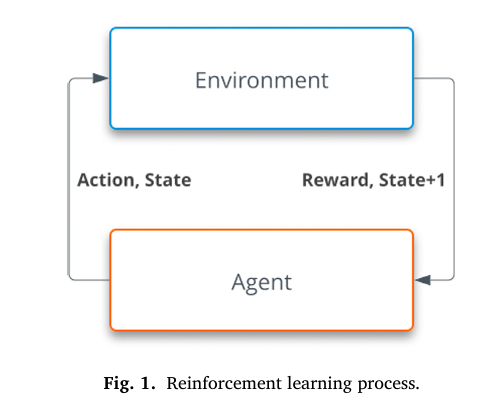 Environment
Action, State
Reward, State+1
Agent
Fig. 1. Reinforcement learning process.